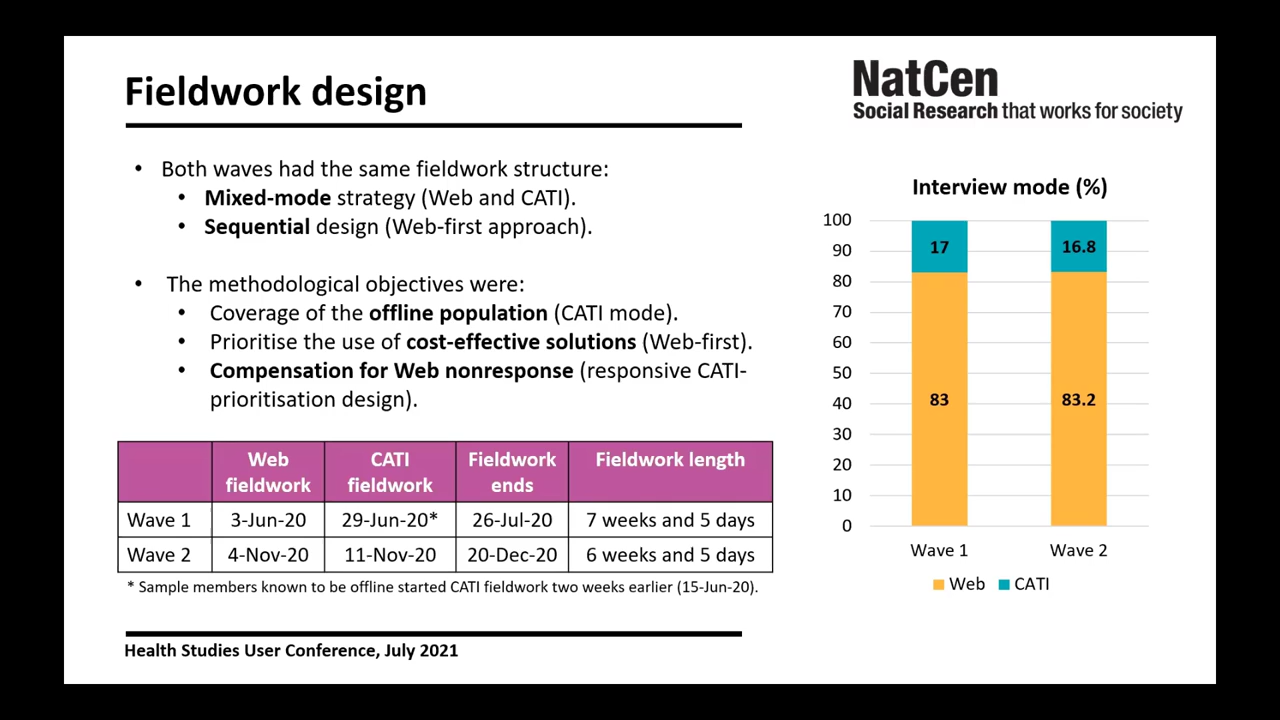 Fieldwork design
NatCen
Social Research that works for society
• Both waves had the same fieldwork structure:
• Mixed-mode strategy (Web and CATI).
• Sequential design (Web-first approach).
• The methodological objectives were:
• Coverage of the offline population (CATI mode).
• Prioritise the use of cost-effective solutions (Web-first).
• Compensation for Web nonresponse (responsive CATI-
prioritisation design).
Web fieldwork CATI fieldwork Fieldwork ends Fieldwork length
Wave 1 3-Jun-20 29-Jun-20* 26-Jul-20 7 weeks and 5 days
Wave 2 4-Nov-20 11-Nov-20 20-Dec-20 6 weeks and 5 days
* Sample members known to be offline started CATI fieldwork two weeks earlier (15-Jun-20).
Interview mode (%)
100
90
80
70
60
50
40
30
20
10
0
17 16.8
83 83.2
Wave 1 Wave 2
Web CATI
Health Studies User Conference, July 2021